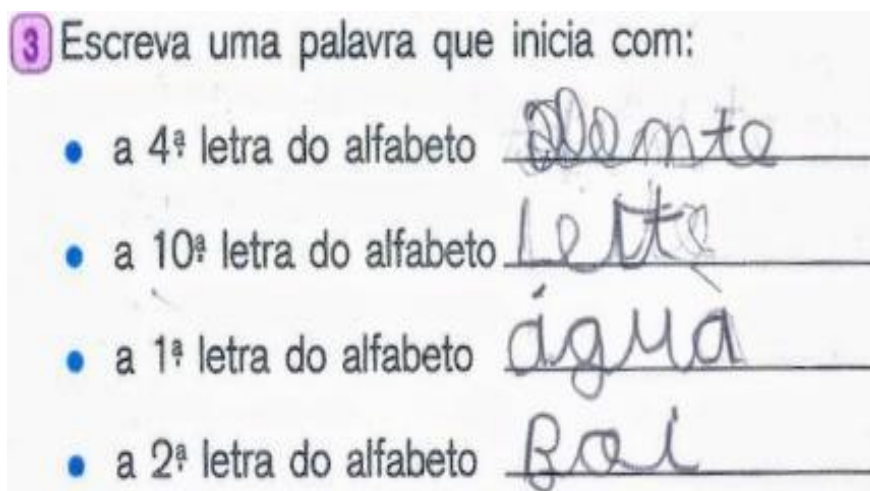 3 Escreva uma palavra que inicia com:
• a 4ª letra do alfabeto
• a 10ª letra do alfabeto Leite
• a 1ª letra do alfabeto água
• a 2ª letra do alfabeto Boi